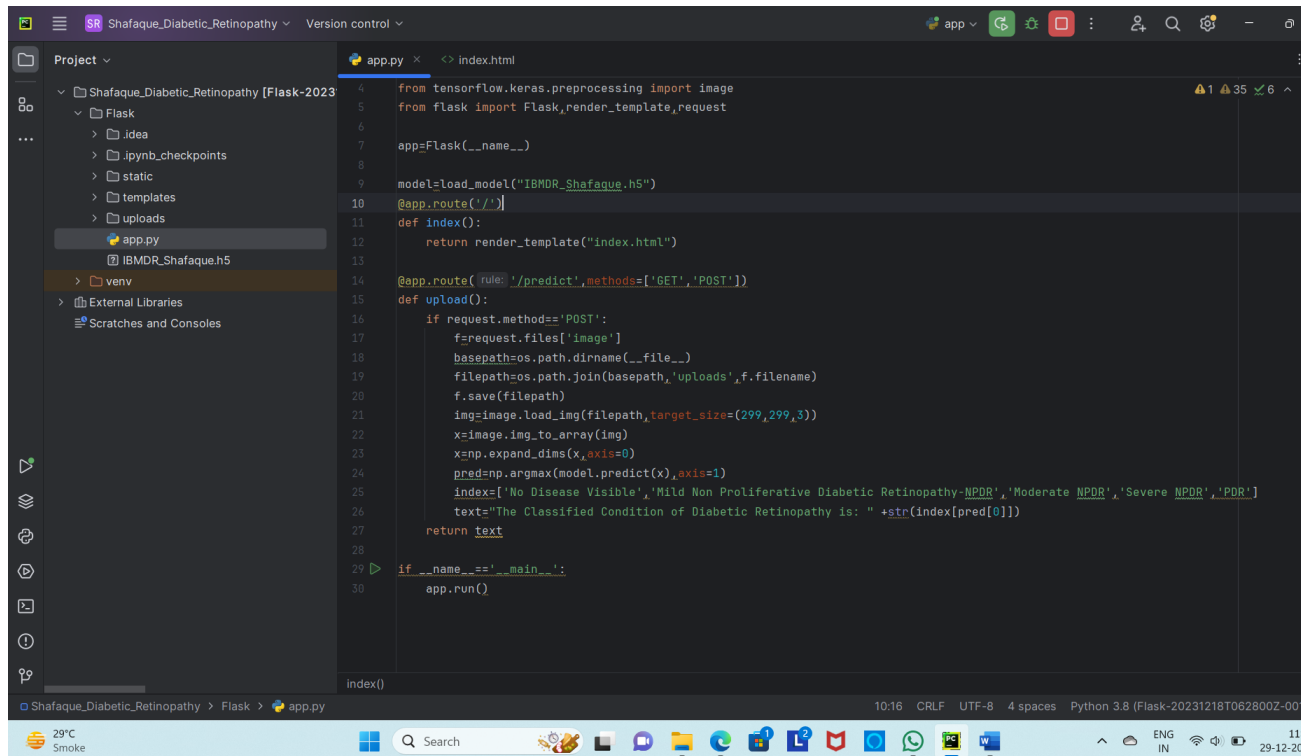 SR Shafaque_Diabetic_Retinopathy Version control app
Project
app.py
index.html
Shafaque_Diabetic_Retinopathy [Flask-2023
Flask
.idea
.ipynb_checkpoints
static
templates
uploads
app.py
IBMDR_Shafaque.h5
venv
External Libraries
Scratches and Consoles
1 35 6
4 from tensorflow.keras.preprocessing import image
5 from flask import Flask,render_template,request
6
7 app=Flask(__name__)
8
9 model=load_model("IBMDR_Shafaque.h5")
10 @app.route('/')
11 def index():
12 return render_template("index.html")
13
14 @app.route( rule: '/predict',methods=['GET','POST'])
15 def upload():
16 if request.method=='POST':
17 f=request.files['image']
18 basepath=os.path.dirname(__file__)
19 filepath=os.path.join(basepath,'uploads',f.filename)
20 f.save(filepath)
21 img=image.load_img(filepath,target_size=(299,299,3))
22 x=image.img_to_array(img)
23 x=np.expand_dims(x,axis=0)
24 pred=np.argmax(model.predict(x),axis=1)
25 index=['No Disease Visible','Mild Non Proliferative Diabetic Retinopathy-NPDR','Moderate NPDR','Severe NPDR','PDR']
26 text="The Classified Condition of Diabetic Retinopathy is: " +str(index[pred[0]])
27 return text
28
29 if __name__=='__main__':
30 app.run()
index()
Shafaque_Diabetic_Retinopathy > Flask > app.py
10:16 CRLF UTF-8 4 spaces Python 3.8 (Flask-20231218T062800Z-001
29°C
Smoke
Search
ENG
IN
11
29-12-20